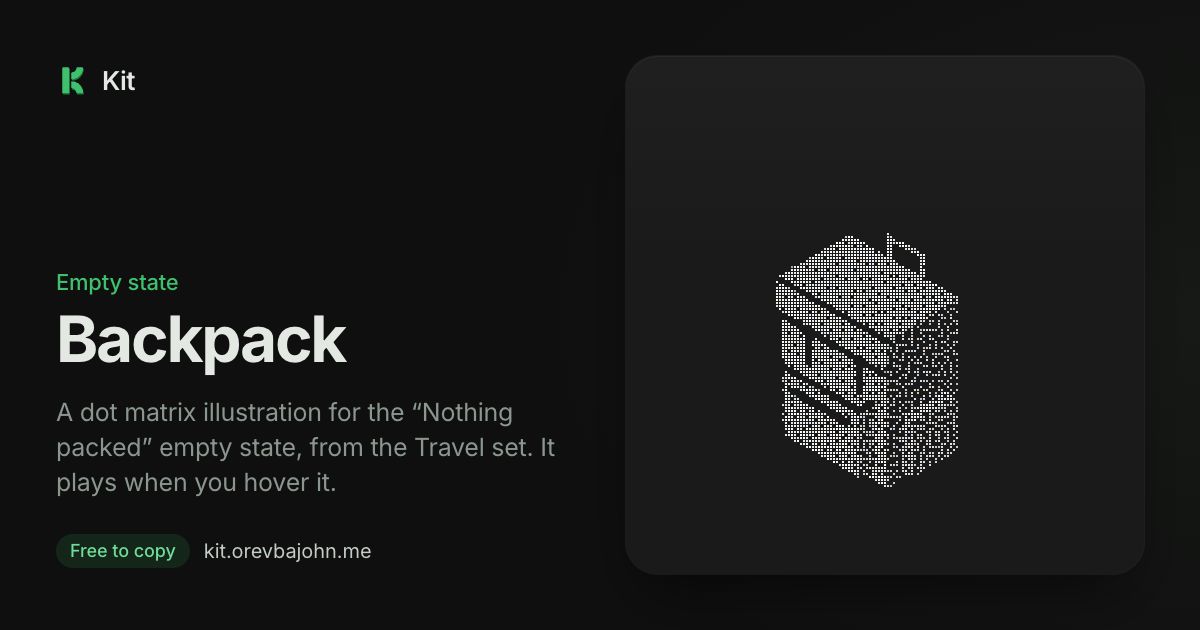 Kit
Empty state
Backpack
A dot matrix illustration for the “Nothing
packed” empty state, from the Travel set. It
plays when you hover it.
Free to copy
kit.orevbajohn.me